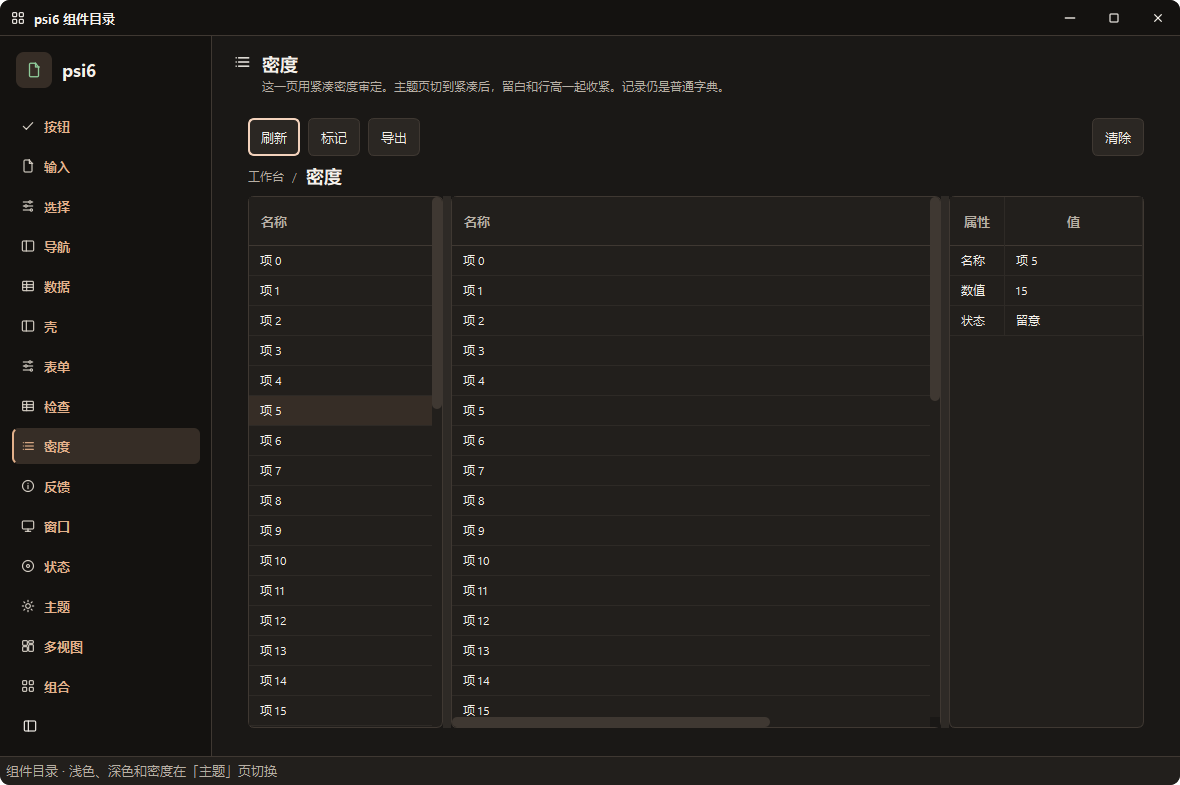 psi6 组件目录
psi6
按钮
输入
选择
导航
数据
壳
表单
检查
密度
反馈
窗口
状态
主题
多视图
组合
密度
这一页用紧凑密度审定。主题页切到紧凑后，留白和行高一起收紧。记录仍是普通字典。
刷新 标记 导出 清除
工作台 / 密度
名称
项 0
项 1
项 2
项 3
项 4
项 5
项 6
项 7
项 8
项 9
项 10
项 11
项 12
项 13
项 14
项 15
名称
项 0
项 1
项 2
项 3
项 4
项 5
项 6
项 7
项 8
项 9
项 10
项 11
项 12
项 13
项 14
项 15
属性 值
名称 项 5
数值 15
状态 留意
组件目录 · 浅色、深色和密度在「主题」页切换